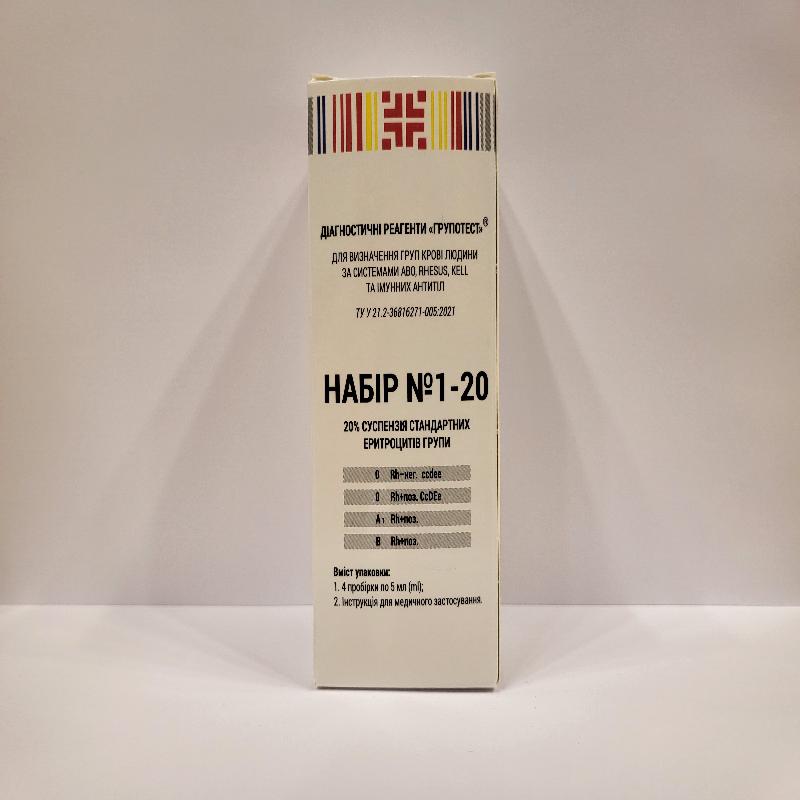 ДІАГНОСТИЧНІ РЕАГЕНТИ «ГРУПОТЕСТ»®
ДЛЯ ВИЗНАЧЕННЯ ГРУП КРОВІ ЛЮДИНИ
ЗА СИСТЕМАМИ АВО, RHESUS, KELL
ТА ІМУННИХ АНТИТІЛ
ТУ У 21.2-36816271-005:2021
НАБІР №1-20
20% СУСПЕНЗІЯ СТАНДАРТНИХ
ЕРИТРОЦИТІВ ГРУПИ
0 Rh-нег. ccdee
0 Rh+поз. CcDEe
A₁ Rh+поз.
B Rh+поз.
Вміст упаковки:
1. 4 пробірки по 5 мл (ml);
2. Інструкція для медичного застосування.